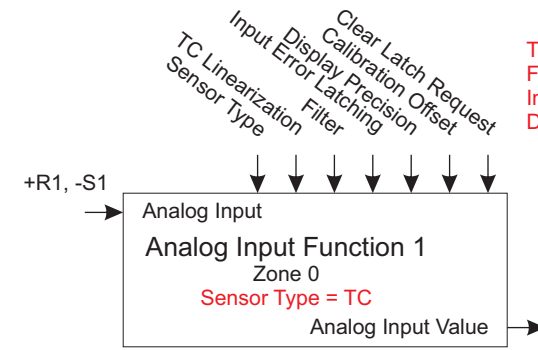 Sensor Type
TC Linearization
Filter
Input Error Latching
Display Precision
Calibration Offset
Clear Latch Request
+R1, -S1
Analog Input
Analog Input Function 1
Zone 0
Sensor Type = TC
Analog Input Value
T
F
In
D